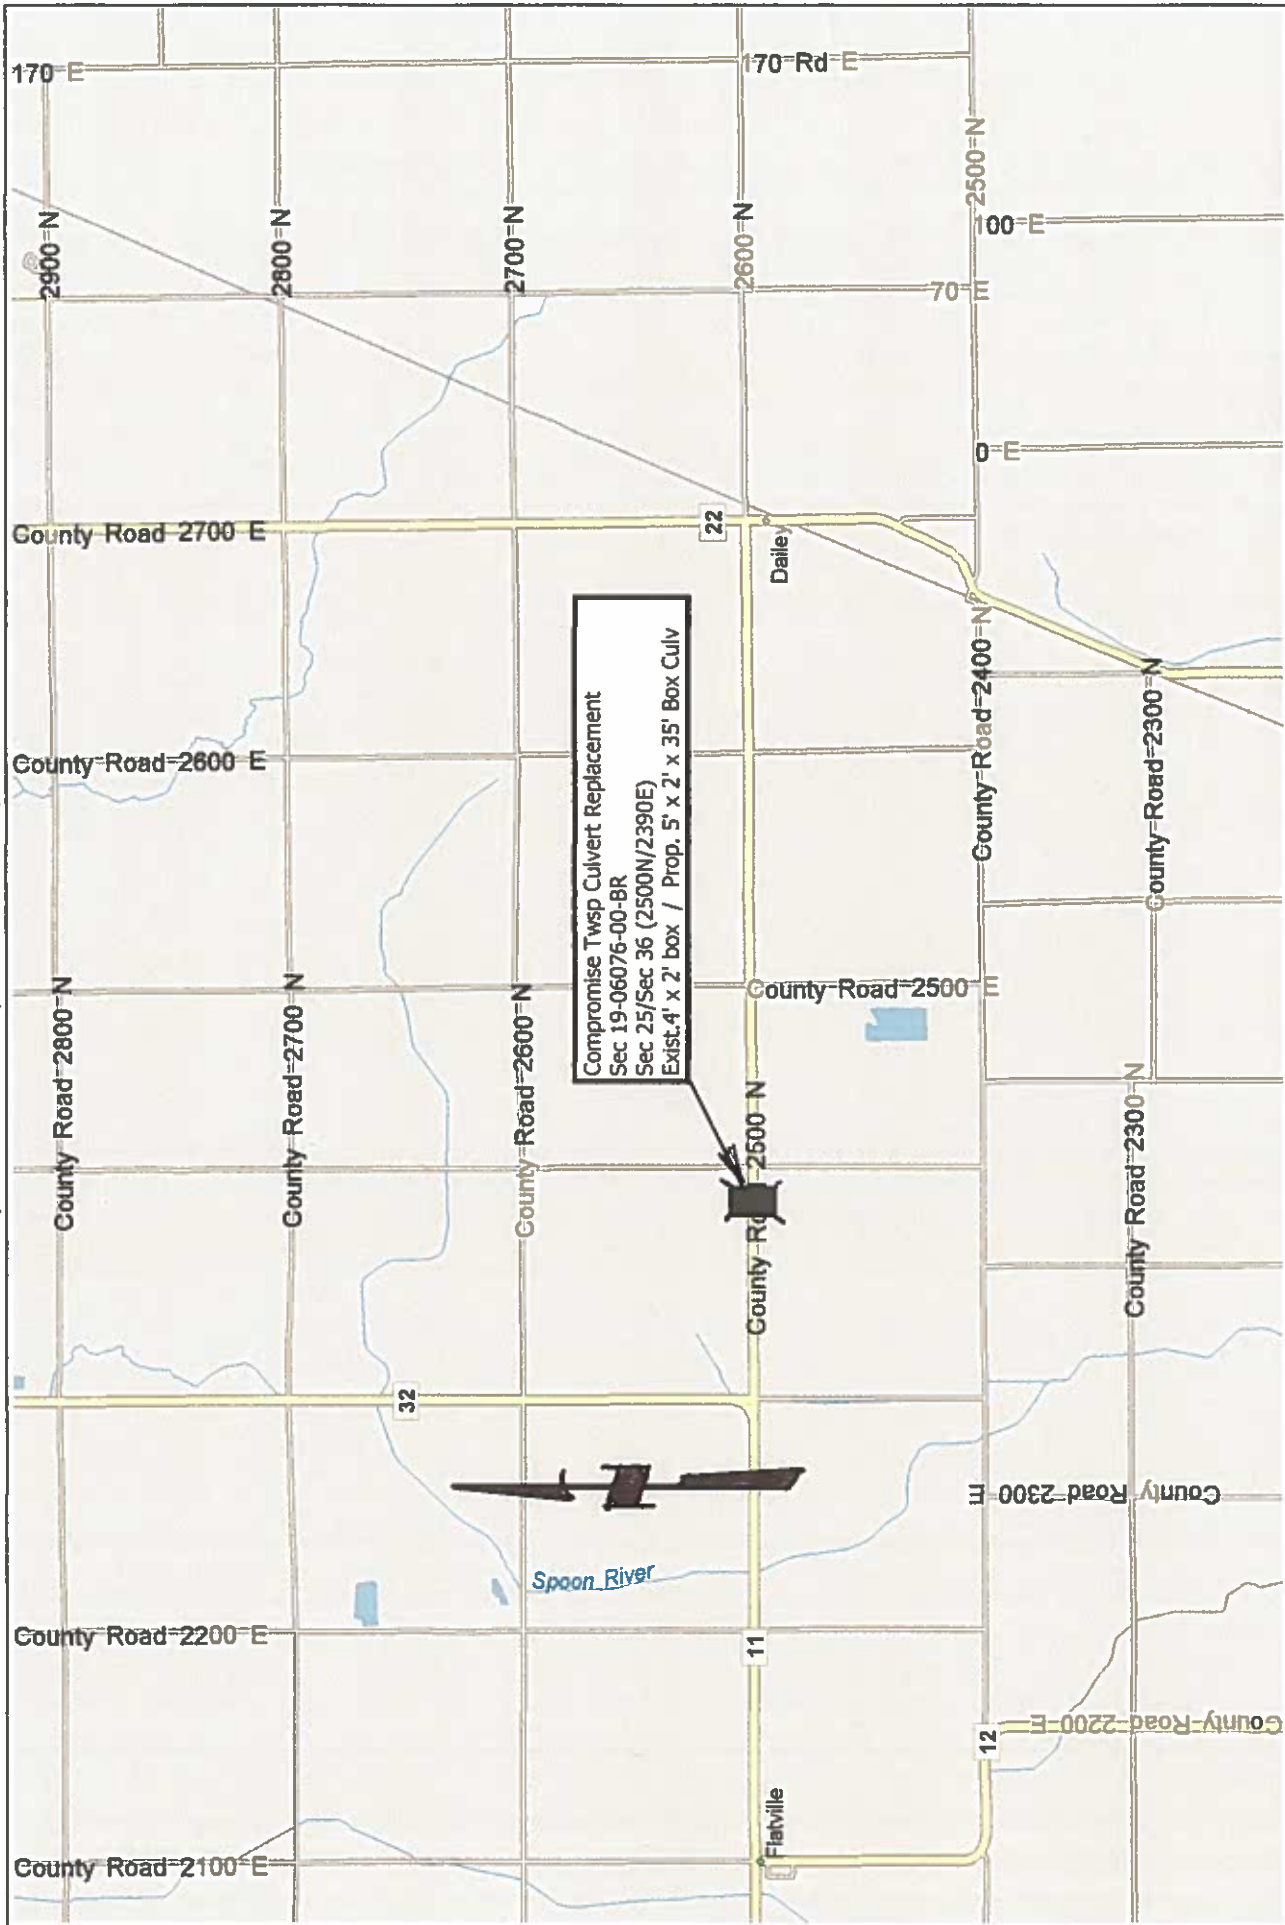 170 E
170 Rd E
2900 N
2800 N
2700 N
2600 N
2500 N
100 E
70 E
0 E
County Road 2700 E
22
Dailey
County Road 2600 E
Compromise Twsp Culvert Replacement
Sec 19-06076-00-BR
Sec 25/Sec 36 (2500N/2390E)
Exist.4' x 2' box / Prop. 5' x 2' x 35' Box Culv
County Road 2400 N
County Road 2300 N
County Road 2800 N
County Road 2700 N
County Road 2600 N
County Road 2500 E
County Ro 2500 N
County Road 2300 N
32
County Road 2300 E
Spoon River
County Road 2200 E
11
County Road 2200 E
12
Flatville
County Road 2100 E